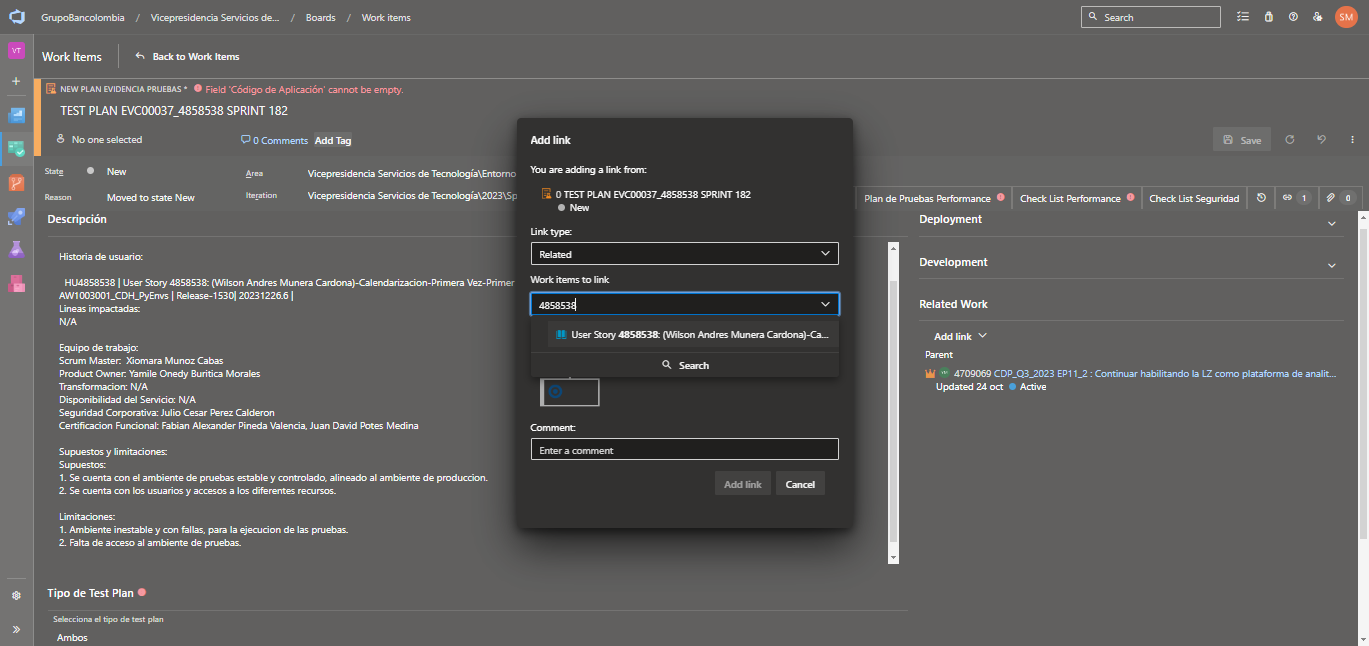 GrupoBancolombia / Vicepresidencia Servicios de... / Boards / Work items
Search
SM
VT
Work Items
Back to Work Items
NEW PLAN EVIDENCIA PRUEBAS * Field 'Código de Aplicación' cannot be empty.
TEST PLAN EVC00037_4858538 SPRINT 182
No one selected
0 Comments
Add Tag
Save
State
New
Area
Vicepresidencia Servicios de Tecnología\Entorno
Reason
Moved to state New
Iteration
Vicepresidencia Servicios de Tecnología\2023\Sp
Plan de Pruebas Performance
Check List Performance
Check List Seguridad
1
0
Descripción
Historia de usuario:
HU4858538 | User Story 4858538: (Wilson Andres Munera Cardona)-Calendarizacion-Primera Vez-Primer
AW1003001_CDH_PyEnvs | Release-1530| 20231226.6 |
Lineas impactadas:
N/A
Equipo de trabajo:
Scrum Master:  Xiomara Munoz Cabas
Product Owner: Yamile Onedy Buritica Morales
Transformacion: N/A
Disponibilidad del Servicio: N/A
Seguridad Corporativa: Julio Cesar Perez Calderon
Certificacion Funcional: Fabian Alexander Pineda Valencia, Juan David Potes Medina
Supuestos y limitaciones:
Supuestos:
1. Se cuenta con el ambiente de pruebas estable y controlado, alineado al ambiente de produccion.
2. Se cuenta con los usuarios y accesos a los diferentes recursos.
Limitaciones:
1. Ambiente inestable y con fallas, para la ejecucion de las pruebas.
2. Falta de acceso al ambiente de pruebas.
Tipo de Test Plan
Selecciona el tipo de test plan
Ambos
Add link
You are adding a link from:
0 TEST PLAN EVC00037_4858538 SPRINT 182
New
Link type:
Related
Work items to link
4858538
User Story 4858538: (Wilson Andres Munera Cardona)-Ca...
Search
Comment:
Enter a comment
Add link
Cancel
Deployment
Development
Related Work
Add link
Parent
4709069 CDP_Q3_2023 EP11_2 : Continuar habilitando la LZ como plataforma de analit...
Updated 24 oct
Active